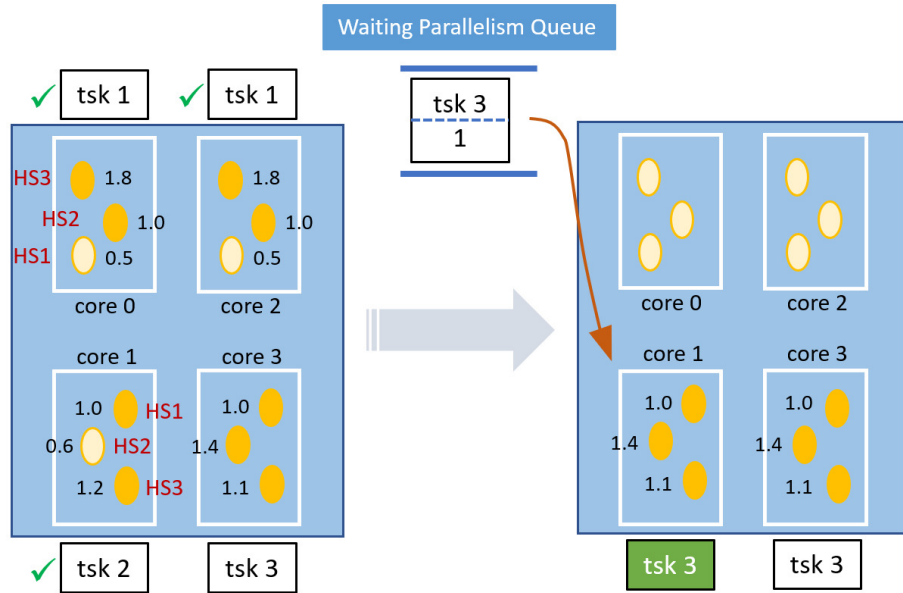 Waiting Parallelism Queue
tsk 1
tsk 1
tsk 3
1
HS3
1.8
HS2
1.0
HS1
0.5
core 0
1.8
1.0
0.5
core 2
core 1
1.0
HS1
0.6
HS2
1.2
HS3
core 3
1.0
1.4
1.1
tsk 2
tsk 3
core 0
core 2
core 1
1.0
1.4
1.1
core 3
1.0
1.4
1.1
tsk 3
tsk 3